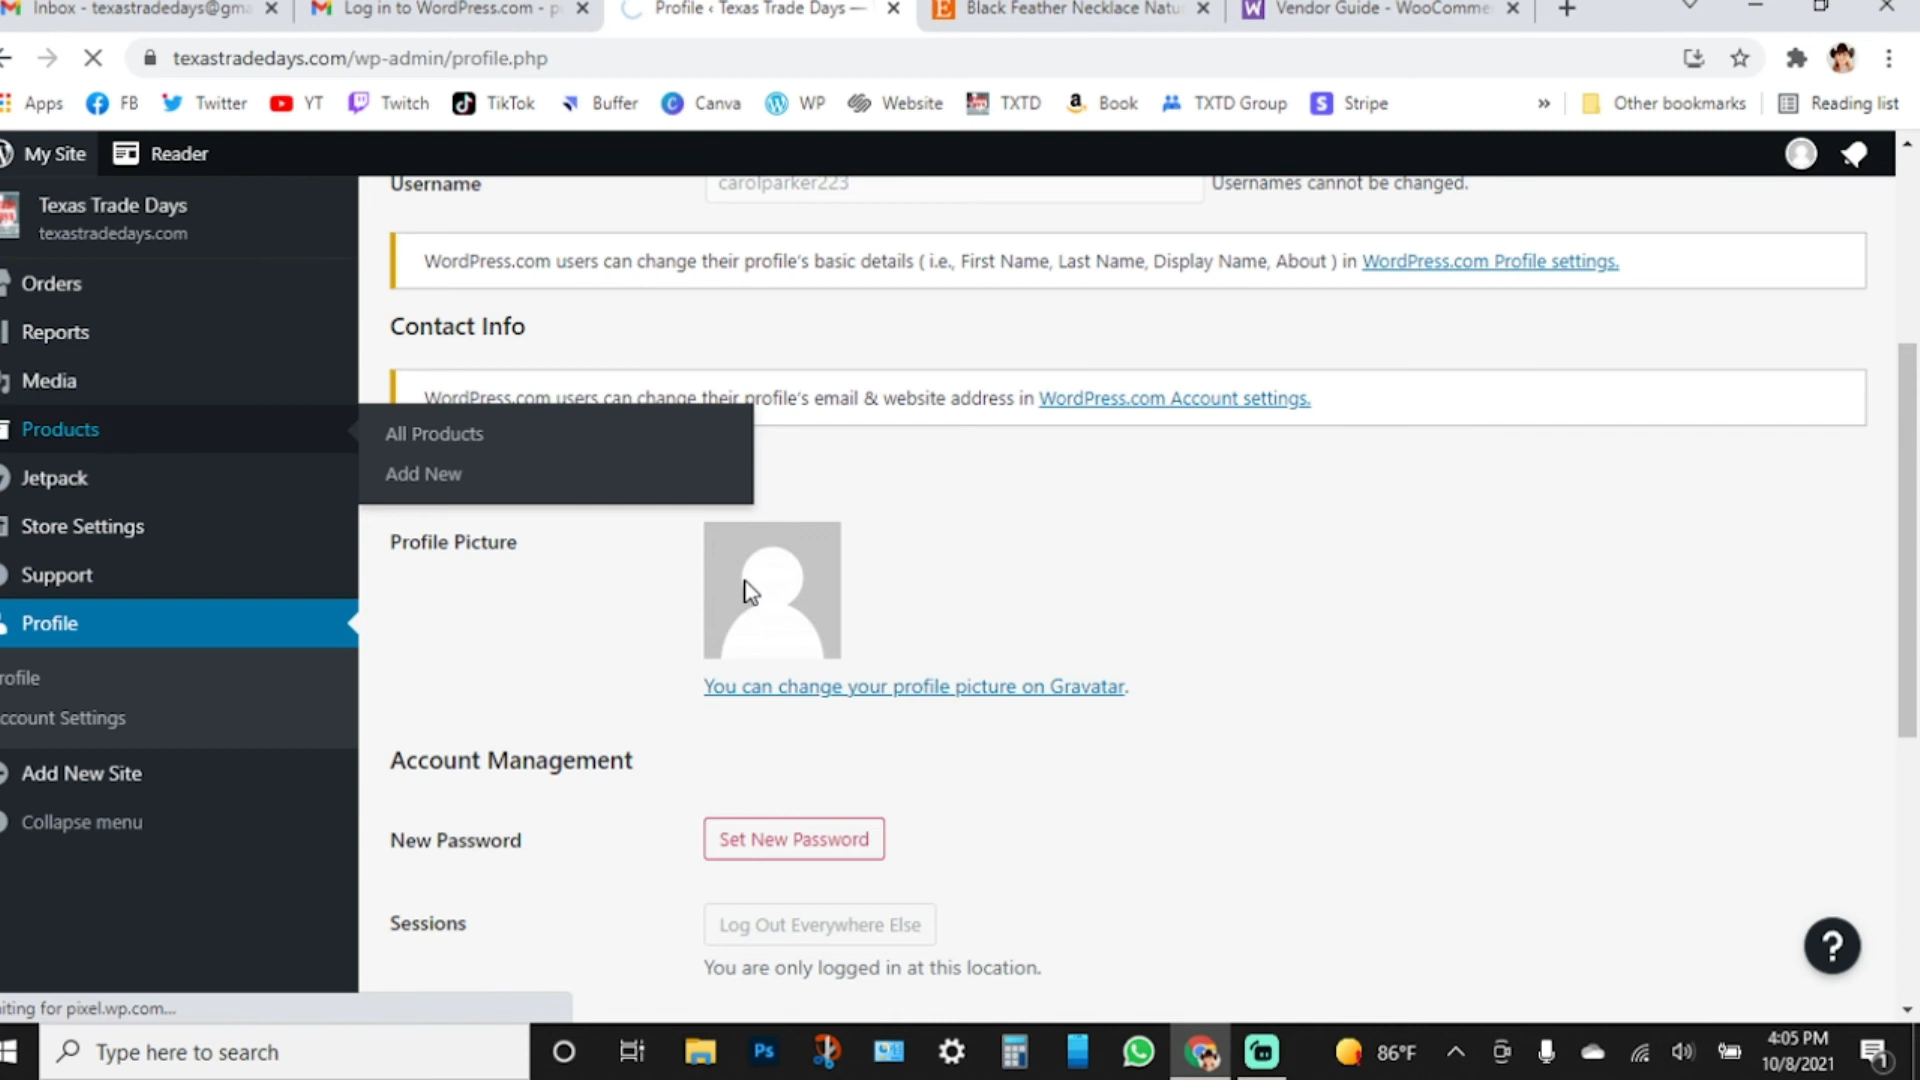 Inbox - texastradedays@gma
Log in to WordPress.com - p
Profile ‹ Texas Trade Days —
Black Feather Necklace Natu
Vendor Guide - WooComme
texastradedays.com/wp-admin/profile.php
Apps FB Twitter YT Twitch TikTok Buffer Canva WP Website TXTD Book TXTD Group Stripe » Other bookmarks Reading list
My Site Reader
Texas Trade Days
texastradedays.com
Orders
Reports
Media
Products
All Products
Add New
Jetpack
Store Settings
Support
Profile
rofile
ccount Settings
Add New Site
Collapse menu
Username carolparker223 Usernames cannot be changed.
WordPress.com users can change their profile's basic details ( i.e., First Name, Last Name, Display Name, About ) in WordPress.com Profile settings.
Contact Info
WordPress.com users can change their profile's email & website address in WordPress.com Account settings.
Profile Picture
You can change your profile picture on Gravatar.
Account Management
New Password Set New Password
Sessions Log Out Everywhere Else
You are only logged in at this location.
?
iting for pixel.wp.com...
Type here to search
Ps
86°F
4:05 PM
10/8/2021
1